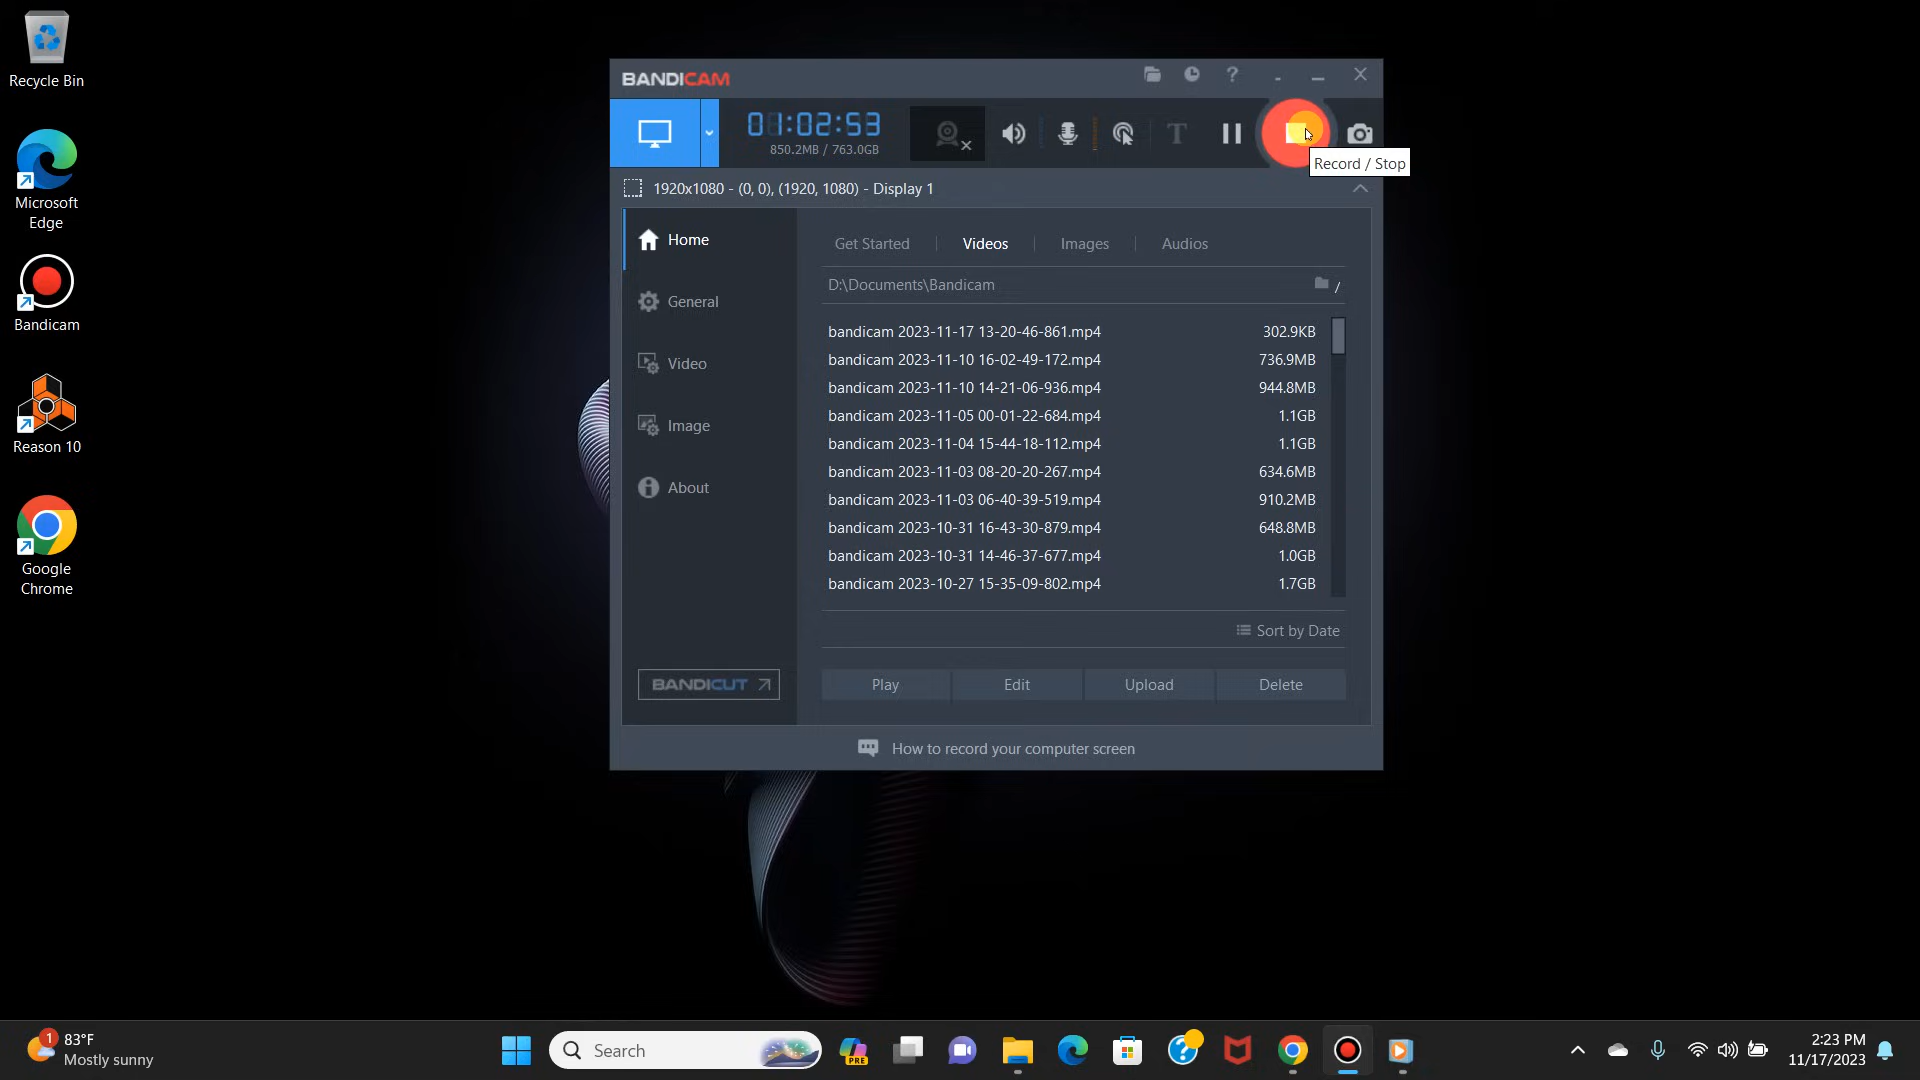 Recycle Bin
Microsoft
Edge
Bandicam
Reason 10
Google
Chrome
BANDICAM
?
01:02:53
850.2MB / 763.0GB
T
Record / Stop
1920x1080 - (0, 0), (1920, 1080) - Display 1
Home
General
Video
Image
About
BANDICUT
Get Started
Videos
Images
Audios
D:\Documents\Bandicam
/
bandicam 2023-11-17 13-20-46-861.mp4 302.9KB
bandicam 2023-11-10 16-02-49-172.mp4 736.9MB
bandicam 2023-11-10 14-21-06-936.mp4 944.8MB
bandicam 2023-11-05 00-01-22-684.mp4 1.1GB
bandicam 2023-11-04 15-44-18-112.mp4 1.1GB
bandicam 2023-11-03 08-20-20-267.mp4 634.6MB
bandicam 2023-11-03 06-40-39-519.mp4 910.2MB
bandicam 2023-10-31 16-43-30-879.mp4 648.8MB
bandicam 2023-10-31 14-46-37-677.mp4 1.0GB
bandicam 2023-10-27 15-35-09-802.mp4 1.7GB
Sort by Date
Play
Edit
Upload
Delete
How to record your computer screen
1
83°F
Mostly sunny
Search
PRE
2:23 PM
11/17/2023